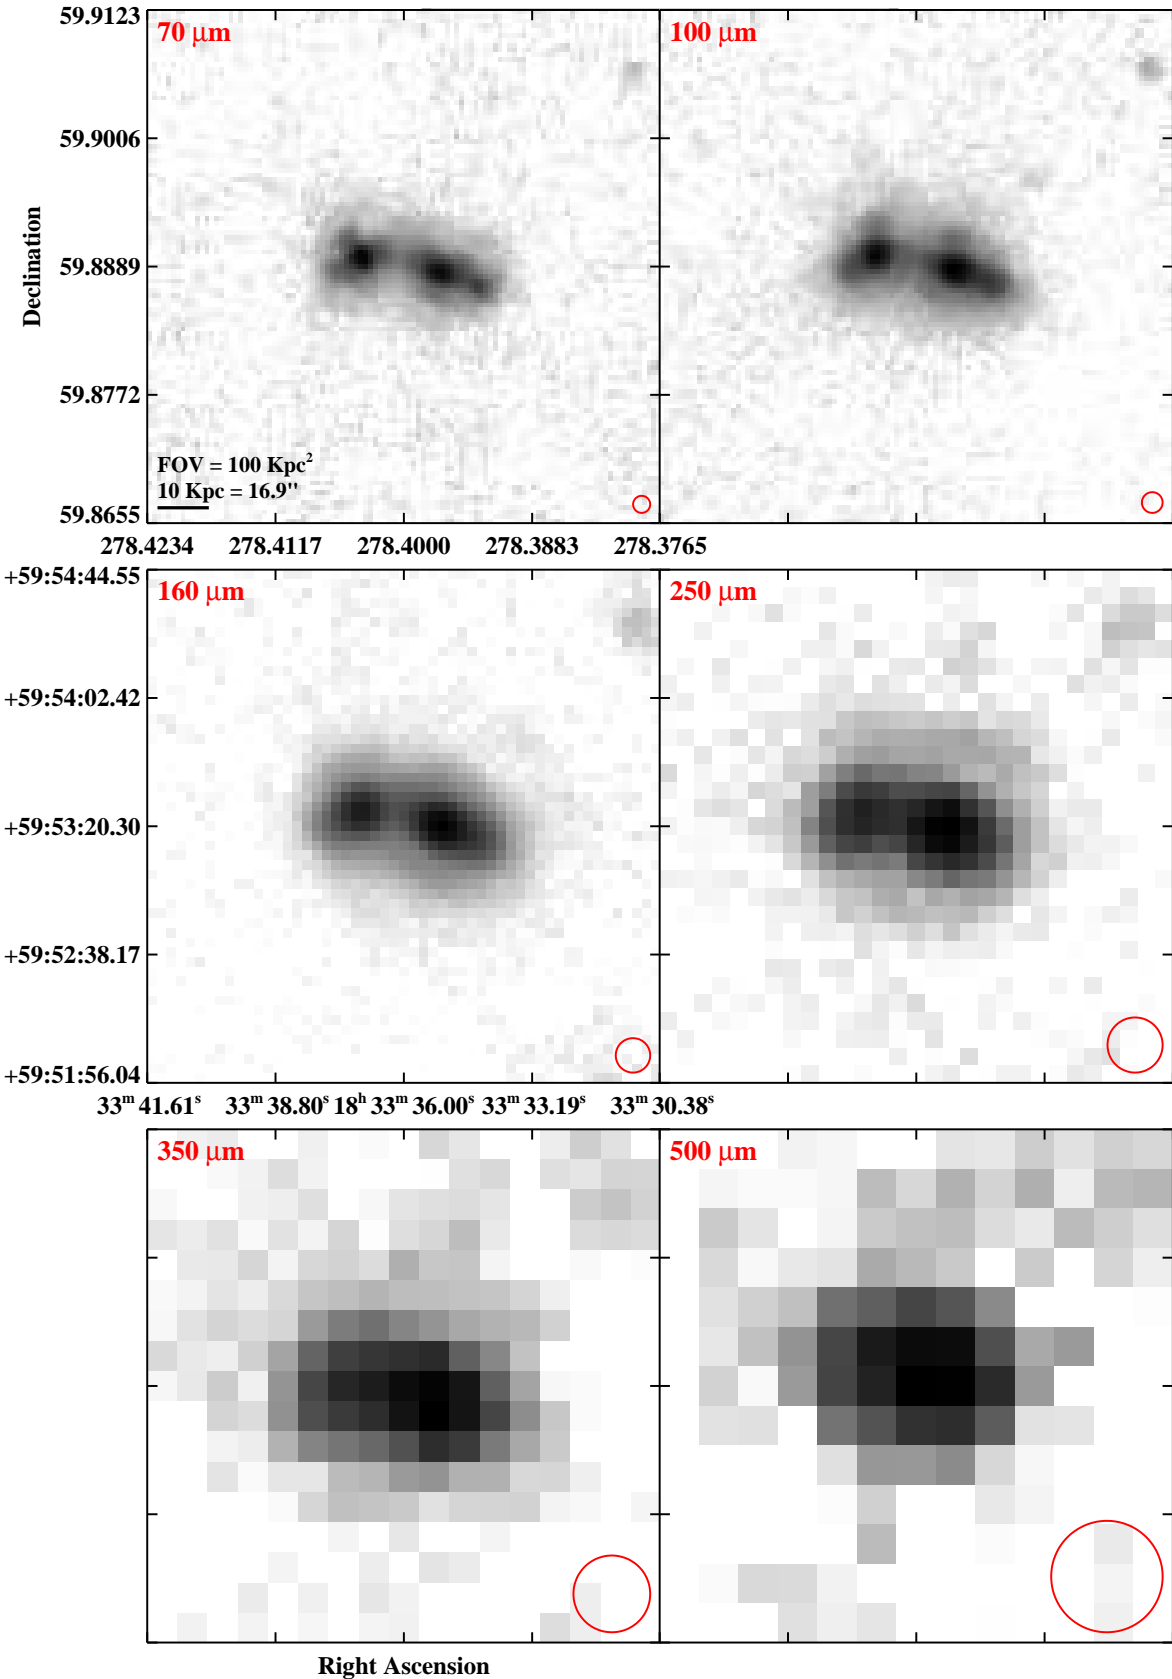 59.9123
70 μm
100 μm
59.9006
Declination
59.8889
59.8772
FOV = 100 Kpc²
10 Kpc = 16.9"
59.8655
278.4234 278.4117 278.4000 278.3883 278.3765
+59:54:44.55
160 μm
250 μm
+59:54:02.42
+59:53:20.30
+59:52:38.17
+59:51:56.04
33ᵐ 41.61ˢ 33ᵐ 38.80ˢ 18ʰ 33ᵐ 36.00ˢ 33ᵐ 33.19ˢ 33ᵐ 30.38ˢ
350 μm
500 μm
Right Ascension